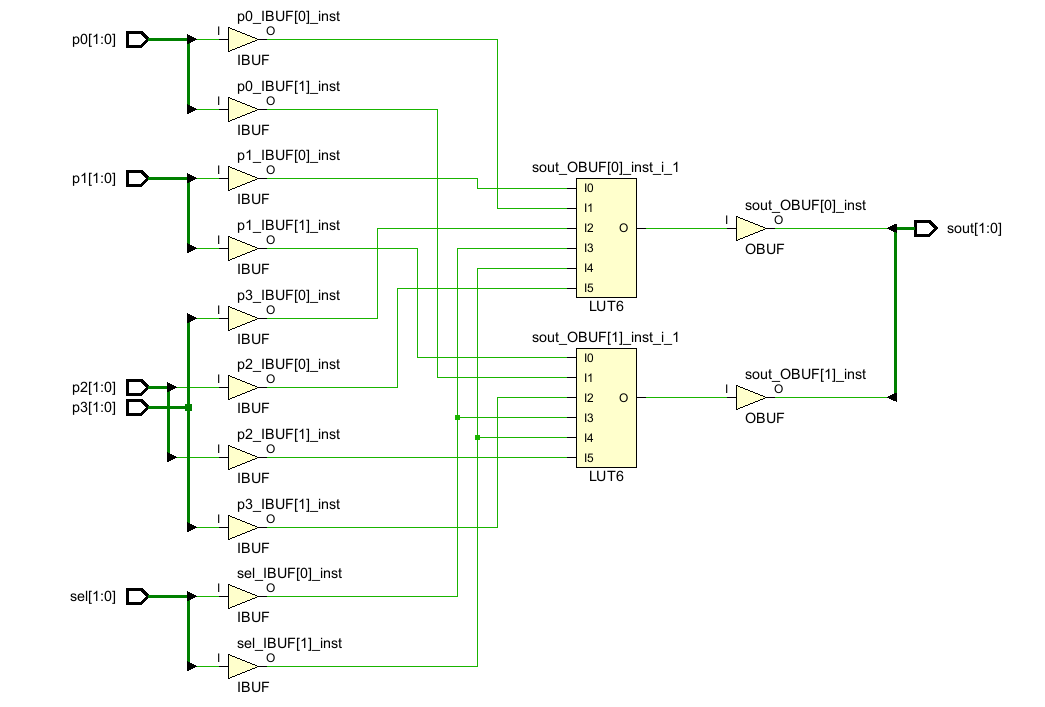 p0_IBUF[0]_inst
p0[1:0] I O
IBUF
p0_IBUF[1]_inst
I O
IBUF
p1_IBUF[0]_inst
sout_OBUF[0]_inst_i_1
p1[1:0] I O
I0
IBUF
sout_OBUF[0]_inst
I1
p1_IBUF[1]_inst
I2 O I O sout[1:0]
I O
I3
OBUF
IBUF
I4
I5
p3_IBUF[0]_inst
LUT6
I O
IBUF
sout_OBUF[1]_inst_i_1
I0
p2_IBUF[0]_inst
sout_OBUF[1]_inst
I1
p2[1:0] I O
I2 O I O
p3[1:0]
IBUF
I3
OBUF
p2_IBUF[1]_inst
I4
I O
I5
IBUF
LUT6
p3_IBUF[1]_inst
I O
IBUF
sel_IBUF[0]_inst
sel[1:0] I O
IBUF
sel_IBUF[1]_inst
I O
IBUF